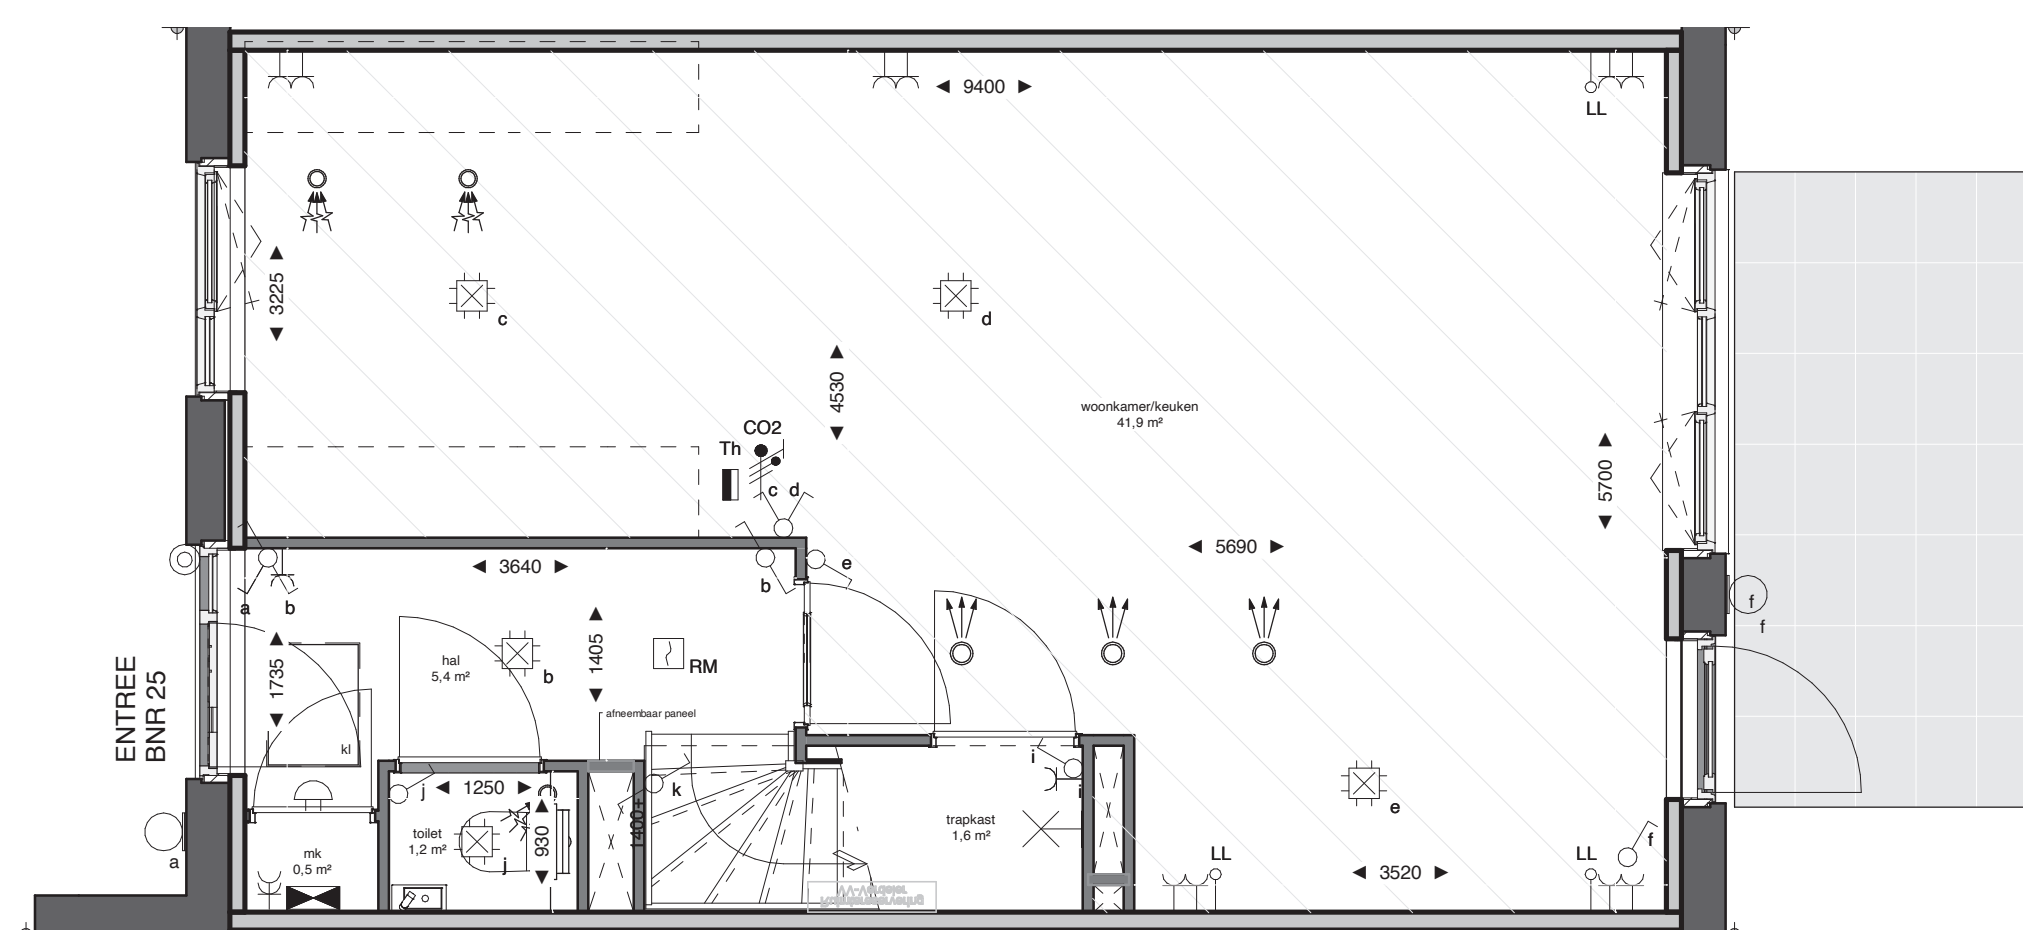 9400
LL
3225
c
d
4530
woonkamer/keuken
41,9 m²
CO2
Th
c
d
5700
5690
3640
e
a
b
b
f
f
ENTREE
BNR 25
1735
hal
5,4 m²
b
1405
RM
afneembaar paneel
kl
i
j
1250
k
i
e
a
mk
0,5 m²
toilet
1,2 m²
j
930
1400+
trapkast
1,6 m²
LL
3520
LL
f